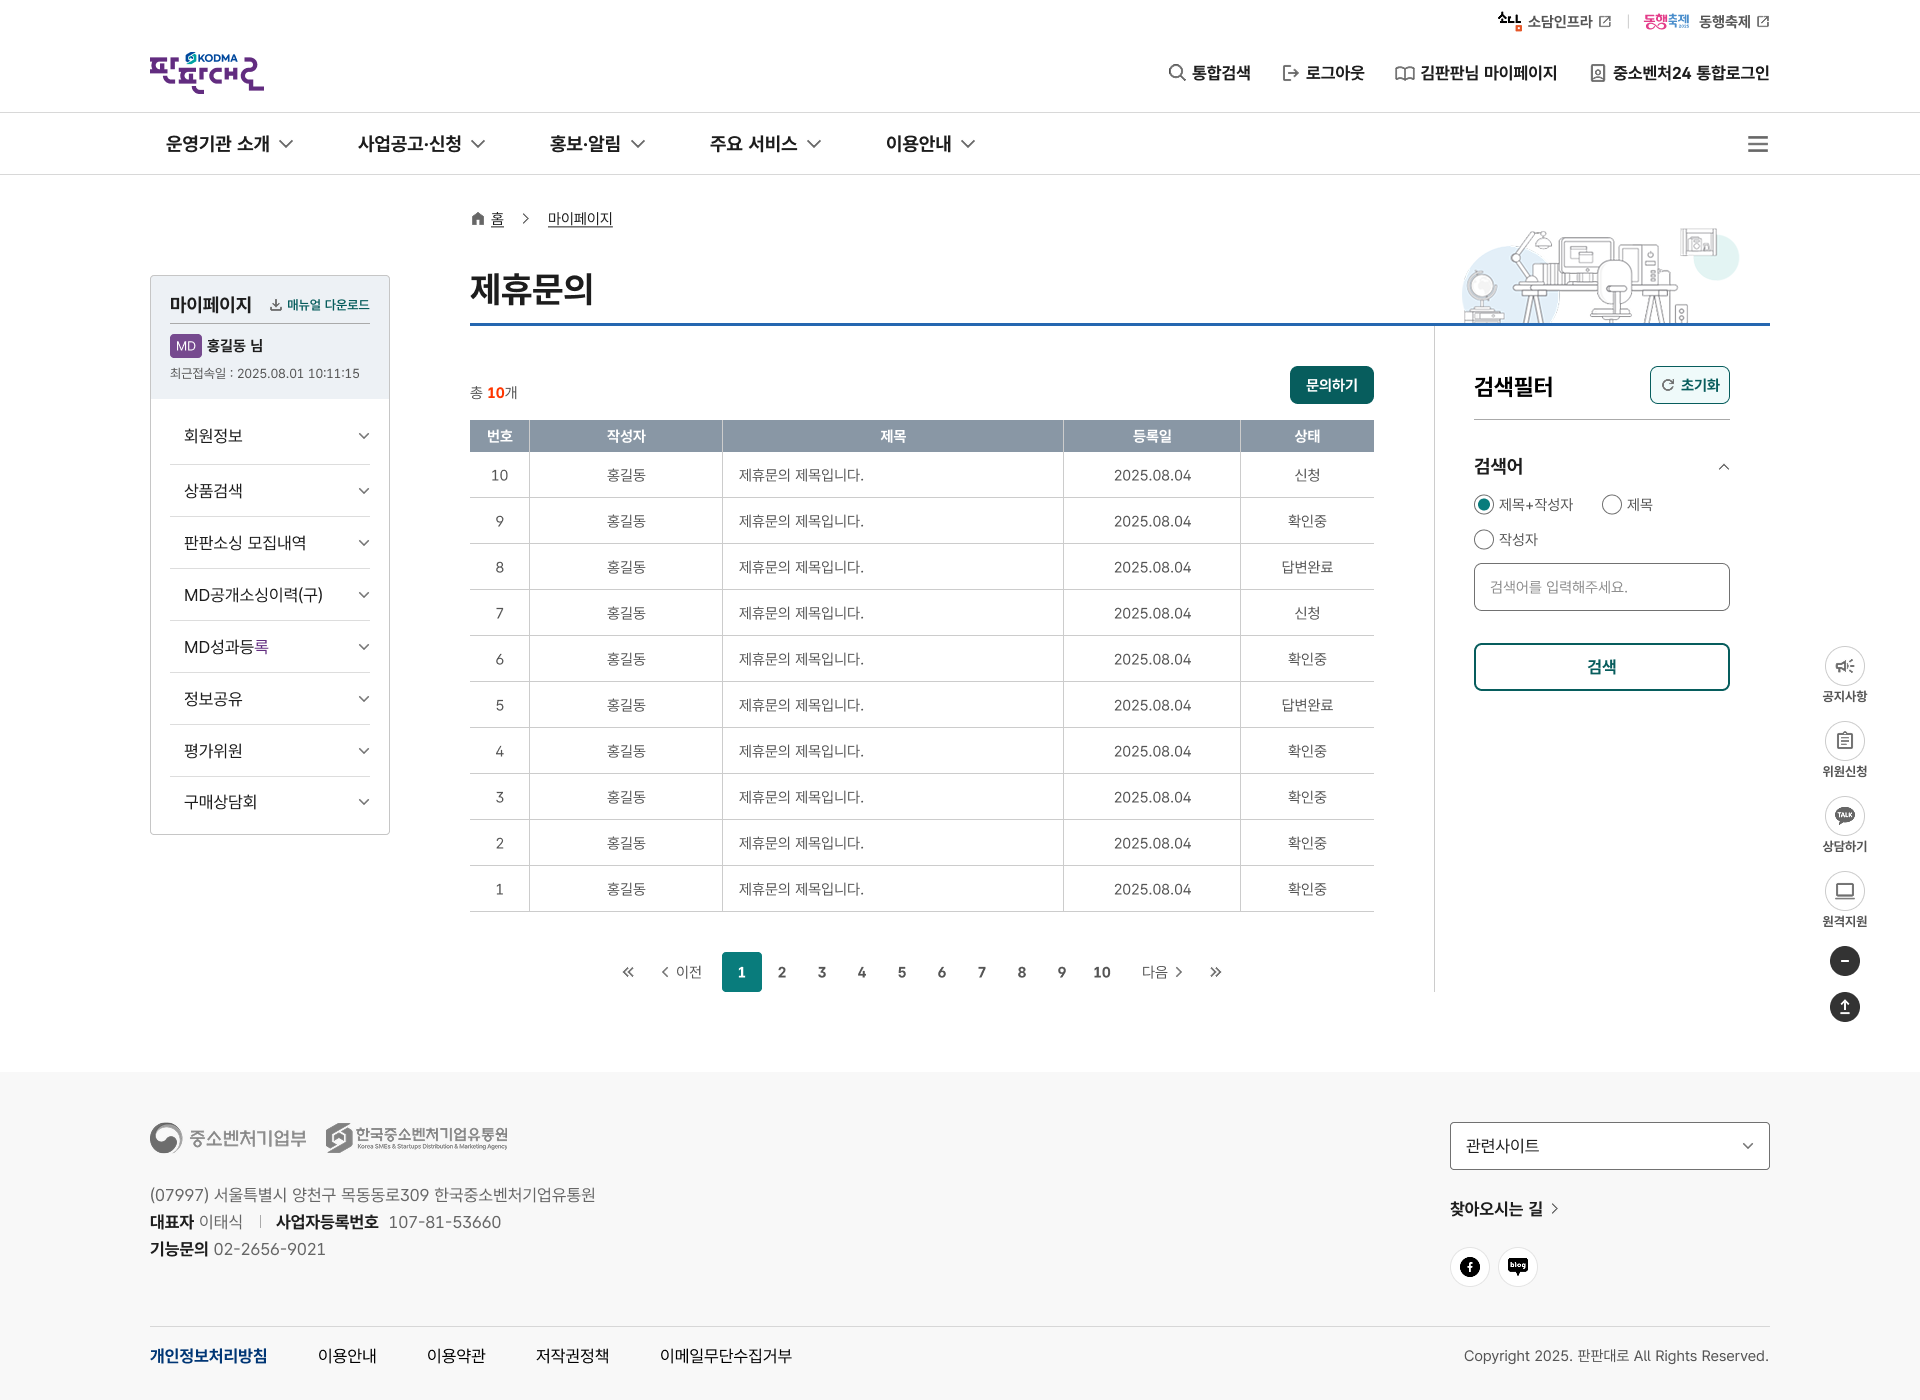 소담인프라
동행축제 동행축제
KODMA
판판대로
통합검색 로그아웃 김판판님 마이페이지 중소벤처24 통합로그인
운영기관 소개 사업공고·신청 홍보·알림 주요 서비스 이용안내
홈 마이페이지
제휴문의
마이페이지 매뉴얼 다운로드
MD 홍길동 님
최근접속일 : 2025.08.01 10:11:15
회원정보
상품검색
판판소싱 모집내역
MD공개소싱이력(구)
MD성과등록
정보공유
평가위원
구매상담회
총 10개 문의하기
번호 작성자 제목 등록일 상태
10 홍길동 제휴문의 제목입니다. 2025.08.04 신청
9 홍길동 제휴문의 제목입니다. 2025.08.04 확인중
8 홍길동 제휴문의 제목입니다. 2025.08.04 답변완료
7 홍길동 제휴문의 제목입니다. 2025.08.04 신청
6 홍길동 제휴문의 제목입니다. 2025.08.04 확인중
5 홍길동 제휴문의 제목입니다. 2025.08.04 답변완료
4 홍길동 제휴문의 제목입니다. 2025.08.04 확인중
3 홍길동 제휴문의 제목입니다. 2025.08.04 확인중
2 홍길동 제휴문의 제목입니다. 2025.08.04 확인중
1 홍길동 제휴문의 제목입니다. 2025.08.04 확인중
이전 1 2 3 4 5 6 7 8 9 10 다음
검색필터 초기화
검색어
제목+작성자 제목
작성자
검색어를 입력해주세요.
검색
공지사항
위원신청
TALK
상담하기
원격지원
중소벤처기업부 한국중소벤처기업유통원
Korea SMEs & Startups Distribution & Marketing Agency
(07997) 서울특별시 양천구 목동동로309 한국중소벤처기업유통원
대표자 이태식 사업자등록번호 107-81-53660
기능문의 02-2656-9021
관련사이트
찾아오시는 길
blog
개인정보처리방침 이용안내 이용약관 저작권정책 이메일무단수집거부
Copyright 2025. 판판대로 All Rights Reserved.